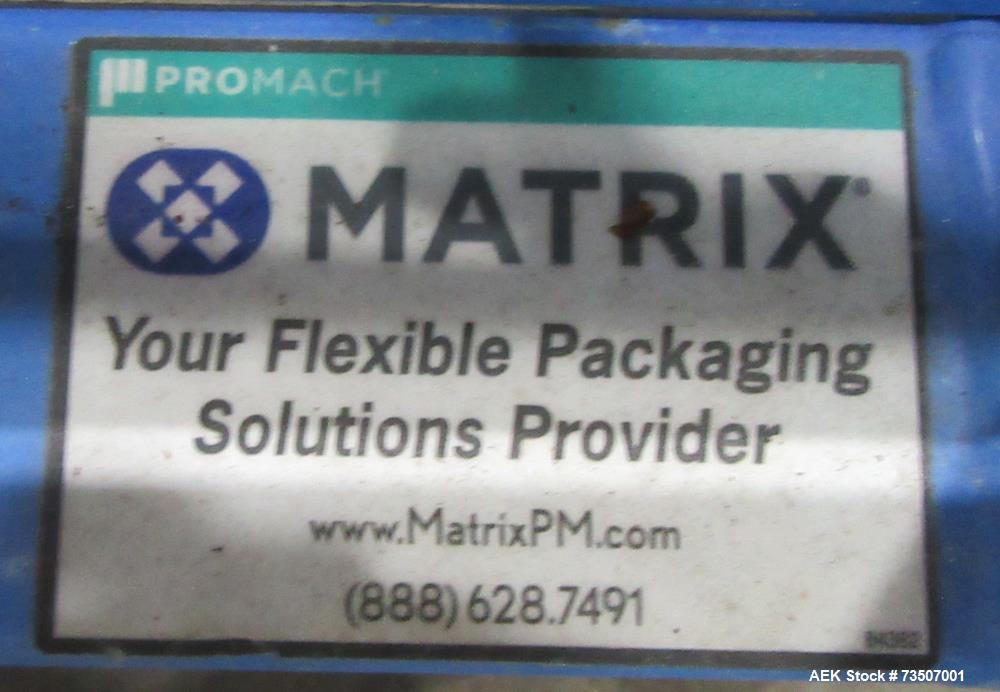 PROMACH
MATRIX®
Your Flexible Packaging
Solutions Provider
www.MatrixPM.com
(888) 628.7491
AEK Stock # 73507001